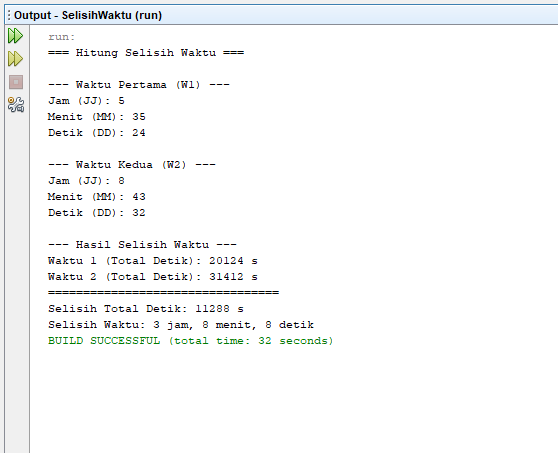 Output - SelisihWaktu (run)
run:
=== Hitung Selisih Waktu ===
--- Waktu Pertama (W1) ---
Jam (JJ): 5
Menit (MM): 35
Detik (DD): 24
--- Waktu Kedua (W2) ---
Jam (JJ): 8
Menit (MM): 43
Detik (DD): 32
--- Hasil Selisih Waktu ---
Waktu 1 (Total Detik): 20124 s
Waktu 2 (Total Detik): 31412 s
=================================
Selisih Total Detik: 11288 s
Selisih Waktu: 3 jam, 8 menit, 8 detik
BUILD SUCCESSFUL (total time: 32 seconds)